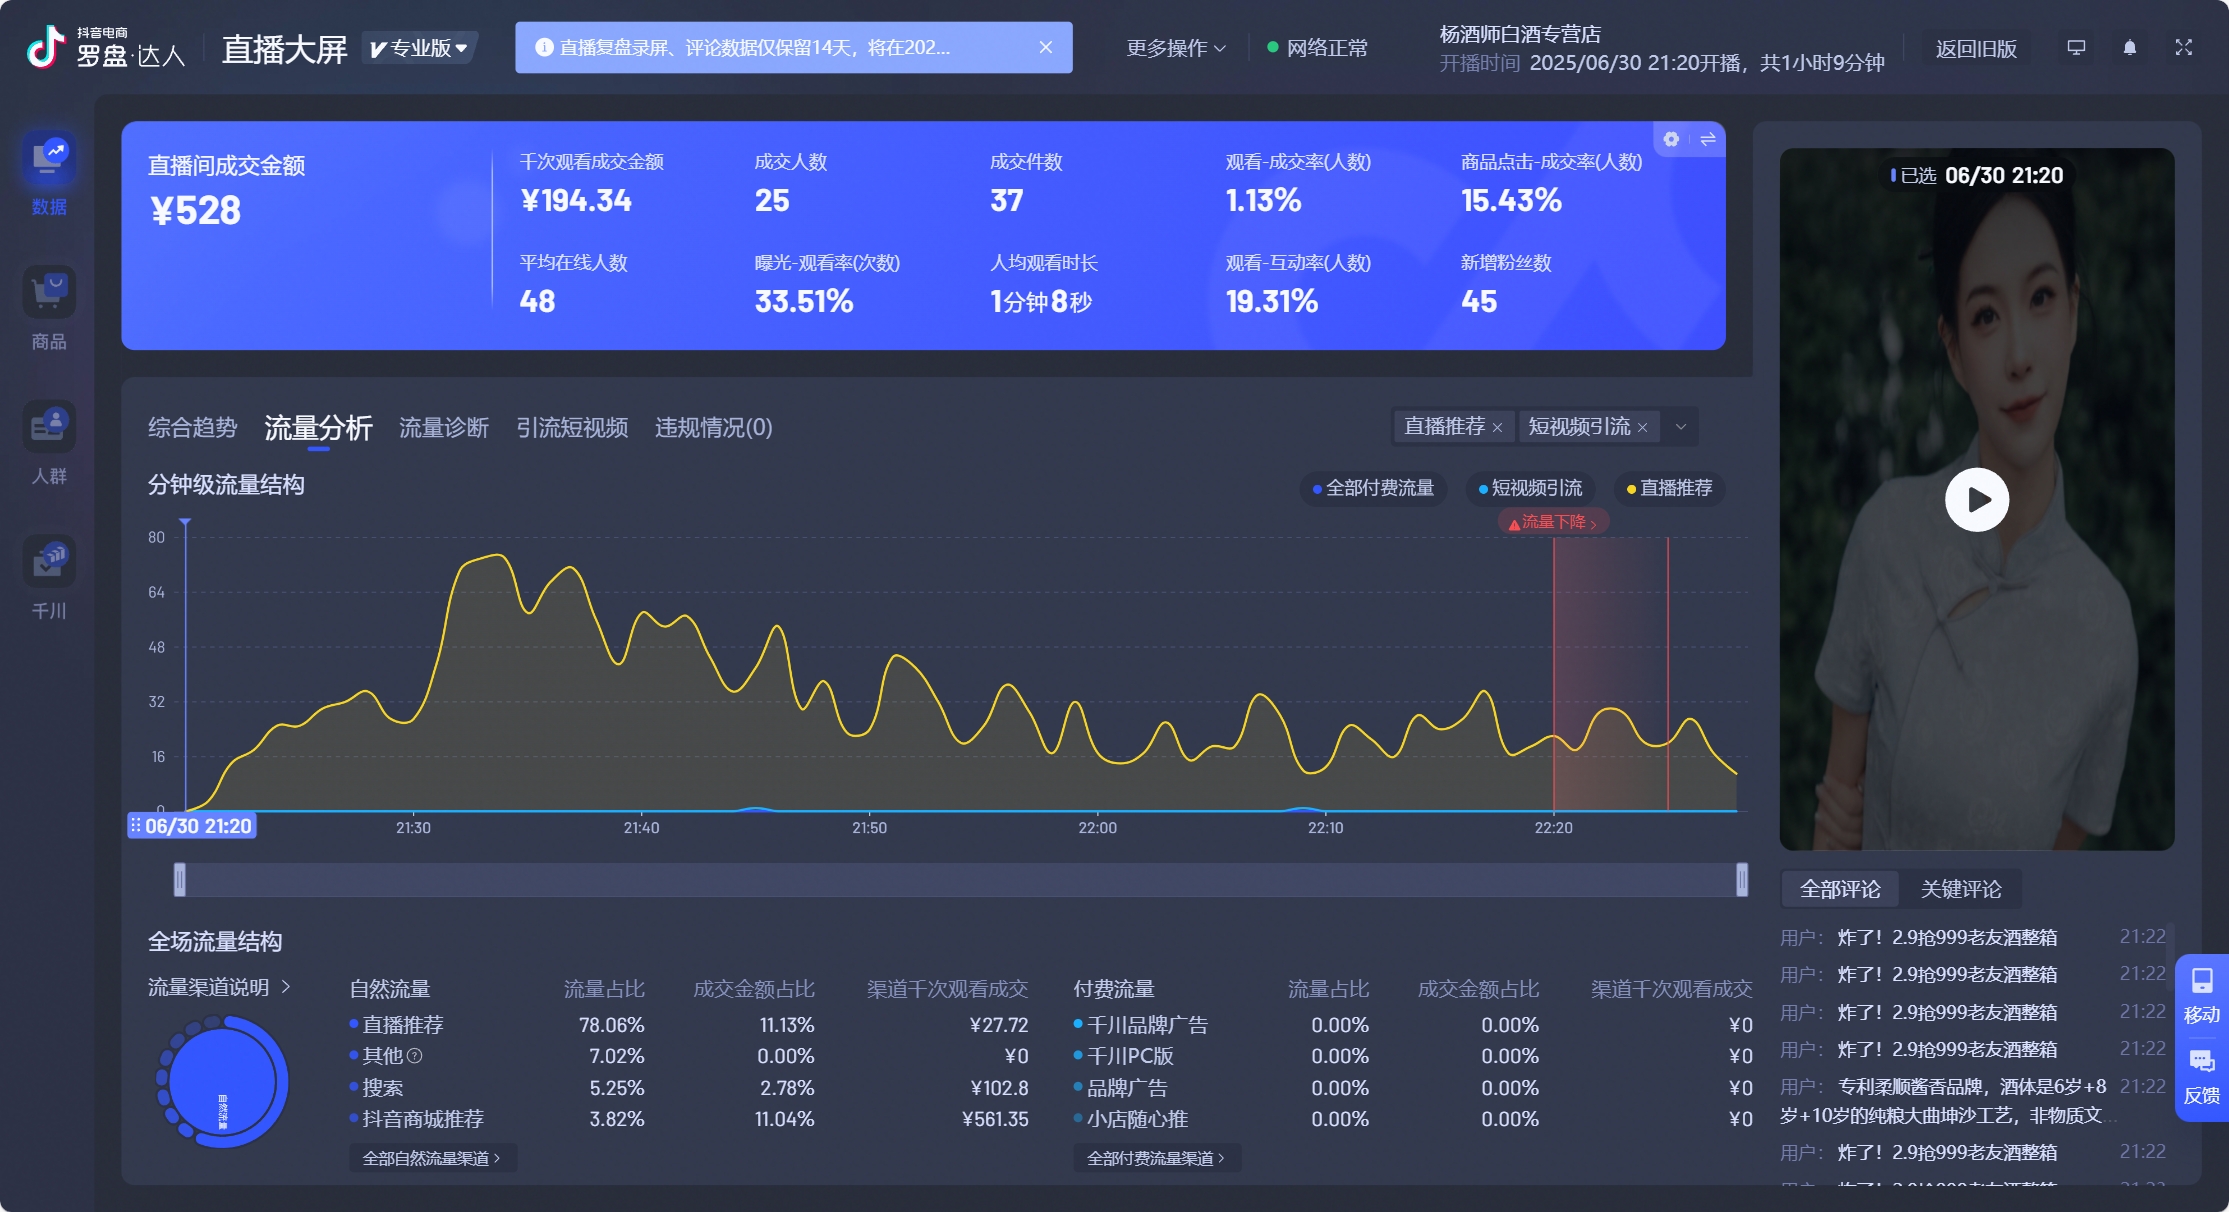 抖音电商
罗盘·达人
直播大屏
专业版
直播复盘录屏、评论数据仅保留14天，将在202...
更多操作
网络正常
杨酒师白酒专营店
开播时间 2025/06/30 21:20开播，共1小时9分钟
返回旧版
数据
商品
人群
千川
直播间成交金额
¥528
千次观看成交金额
¥194.34
成交人数
25
成交件数
37
观看-成交率(人数)
1.13%
商品点击-成交率(人数)
15.43%
平均在线人数
48
曝光-观看率(次数)
33.51%
人均观看时长
1分钟8秒
观看-互动率(人数)
19.31%
新增粉丝数
45
综合趋势 流量分析 流量诊断 引流短视频 违规情况(0)
直播推荐 × 短视频引流 ×
分钟级流量结构
全部付费流量 短视频引流 直播推荐
流量下降 >
80
64
48
32
16
0
06/30 21:20
21:30
21:40
21:50
22:00
22:10
22:20
全场流量结构
流量渠道说明 >
自然流量
自然流量 流量占比 成交金额占比 渠道千次观看成交
直播推荐 78.06% 11.13% ¥27.72
其他 7.02% 0.00% ¥0
搜索 5.25% 2.78% ¥102.8
抖音商城推荐 3.82% 11.04% ¥561.35
全部自然流量渠道 >
付费流量 流量占比 成交金额占比 渠道千次观看成交
千川品牌广告 0.00% 0.00% ¥0
千川PC版 0.00% 0.00% ¥0
品牌广告 0.00% 0.00% ¥0
小店随心推 0.00% 0.00% ¥0
全部付费流量渠道 >
已选 06/30 21:20
全部评论 关键评论
用户： 炸了！2.9抢999老友酒整箱 21:22
用户： 炸了！2.9抢999老友酒整箱 21:22
用户： 炸了！2.9抢999老友酒整箱 21:22
用户： 炸了！2.9抢999老友酒整箱 21:22
用户： 专利柔顺酱香品牌，酒体是6岁+8 21:22
岁+10岁的纯粮大曲坤沙工艺，非物质文...
用户： 炸了！2.9抢999老友酒整箱 21:22
移动
反馈